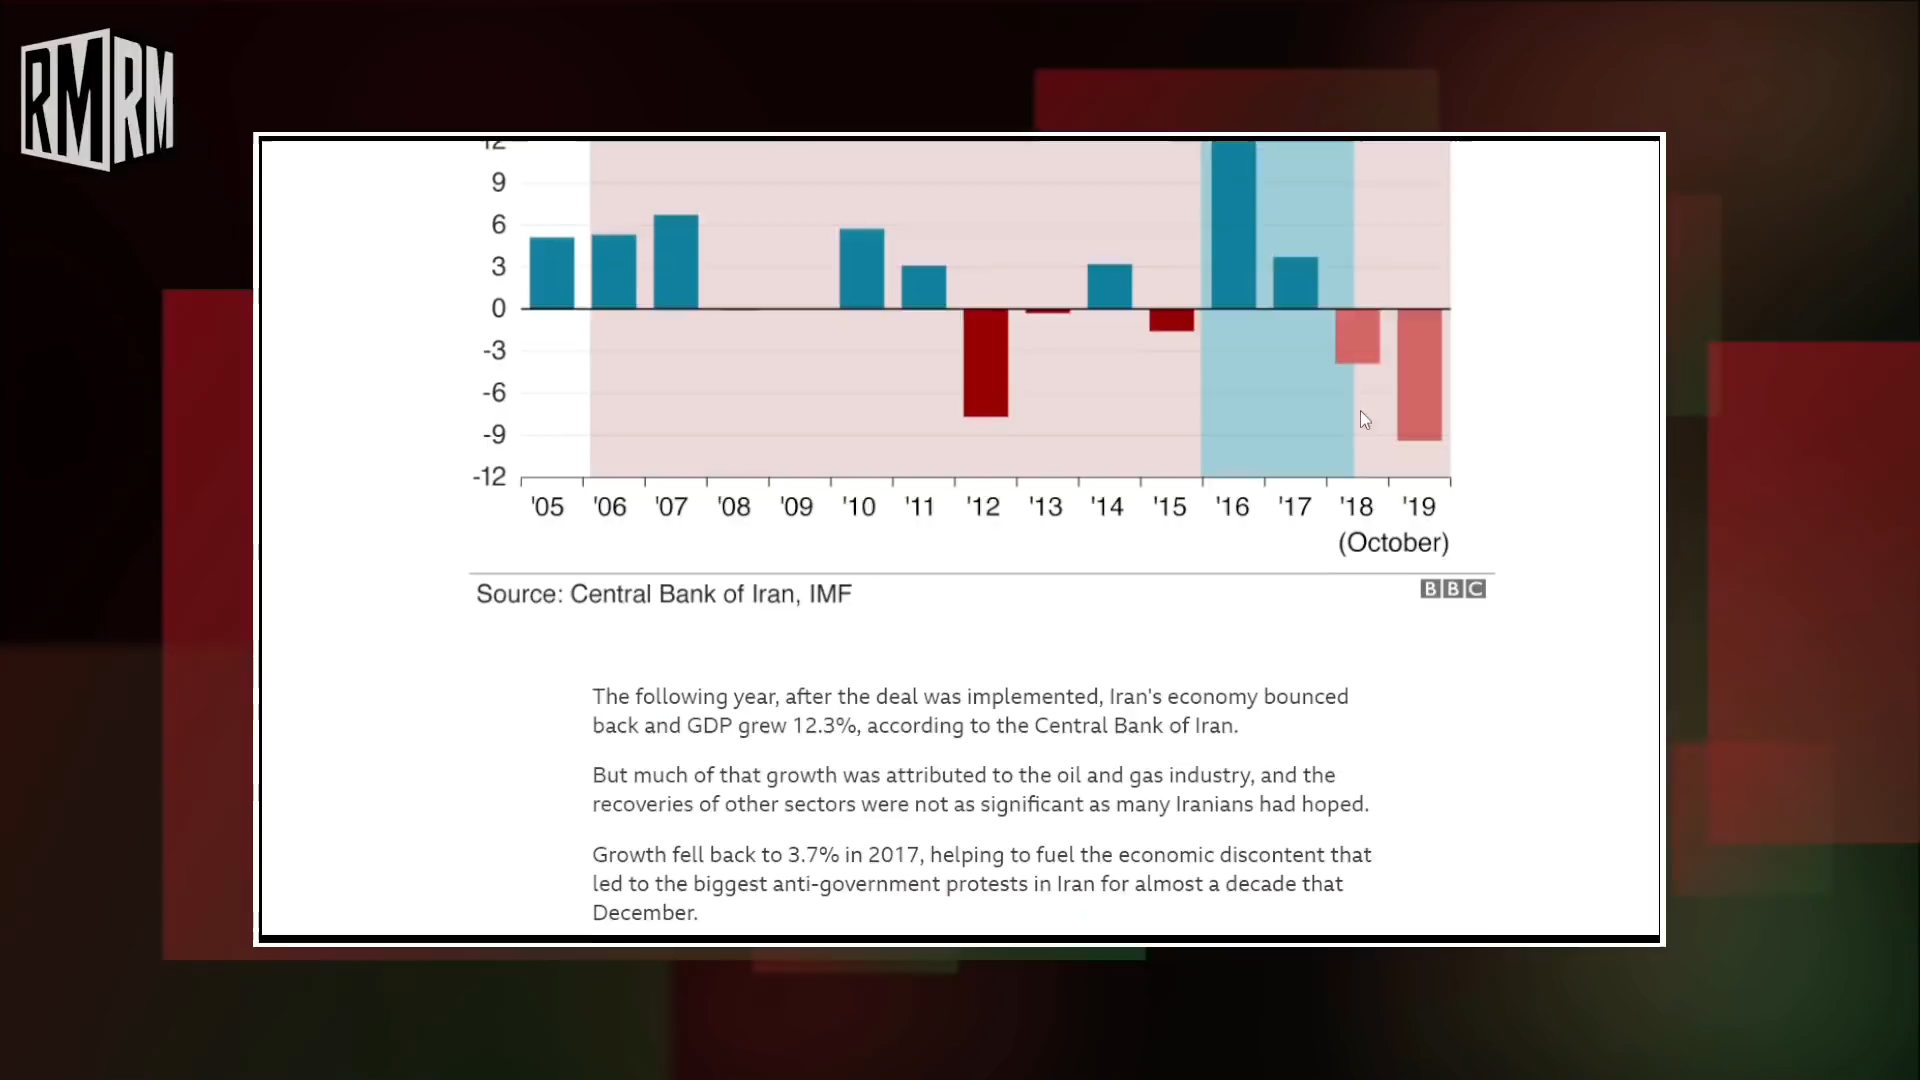 RMRM
12
9
6
3
0
-3
-6
-9
-12
'05 '06 '07 '08 '09 '10 '11 '12 '13 '14 '15 '16 '17 '18 '19
(October)
Source: Central Bank of Iran, IMF
BBC
The following year, after the deal was implemented, Iran's economy bounced
back and GDP grew 12.3%, according to the Central Bank of Iran.
But much of that growth was attributed to the oil and gas industry, and the
recoveries of other sectors were not as significant as many Iranians had hoped.
Growth fell back to 3.7% in 2017, helping to fuel the economic discontent that
led to the biggest anti-government protests in Iran for almost a decade that
December.